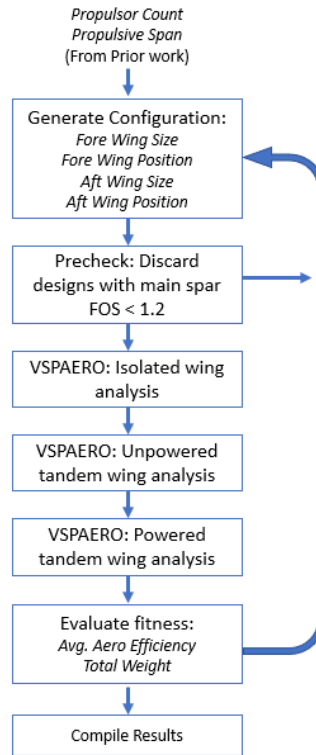 Propulsor Count
Propulsive Span
(From Prior work)
Generate Configuration:
Fore Wing Size
Fore Wing Position
Aft Wing Size
Aft Wing Position
Precheck: Discard
designs with main spar
FOS < 1.2
VSPAERO: Isolated wing
analysis
VSPAERO: Unpowered
tandem wing analysis
VSPAERO: Powered
tandem wing analysis
Evaluate fitness:
Avg. Aero Efficiency
Total Weight
Compile Results